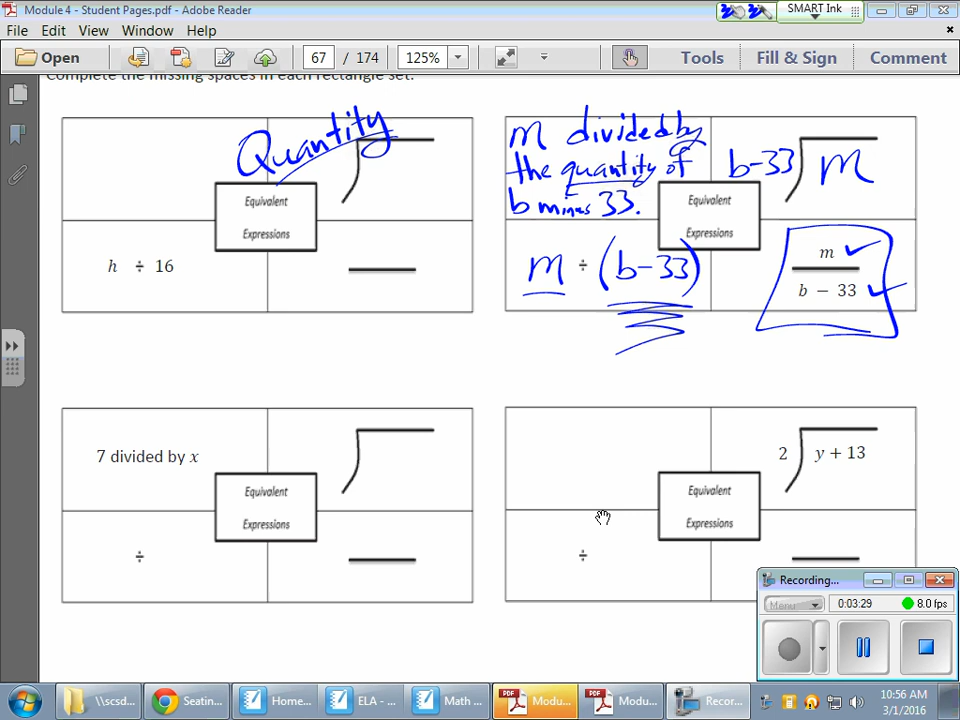 Module 4 - Student Pages.pdf - Adobe Reader
SMART Ink
File Edit View Window Help
Open
67 / 174
125%
Tools
Fill & Sign
Comment
Complete the missing spaces in each rectangle set.
Quantity
Equivalent
Expressions
h ÷ 16
m divided by
the quantity of
b minus 33.
b-33 m
Equivalent
Expressions
m ÷ (b-33)
m
b − 33
7 divided by x
Equivalent
Expressions
÷
2 y + 13
Equivalent
Expressions
÷
Recording...
Menu
0:03:29
8.0 fps
\\scsd...
Seatin...
Home...
ELA - ...
Math ...
Modu...
Modu...
Recor...
10:56 AM
3/1/2016